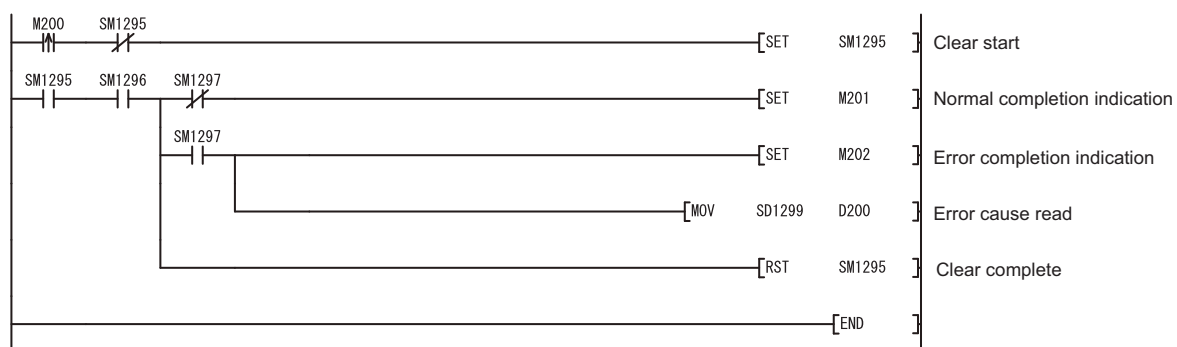 M200 SM1295
SET SM1295 Clear start
SM1295 SM1296 SM1297
SET M201 Normal completion indication
SM1297
SET M202 Error completion indication
MOV SD1299 D200 Error cause read
RST SM1295 Clear complete
END